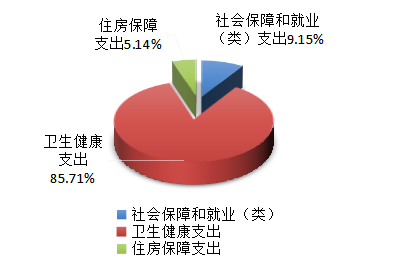 住房保障
支出5.14%
社会保障和就业
（类）支出9.15%
卫生健康
支出
85.71%
社会保障和就业（类）
卫生健康支出
住房保障支出